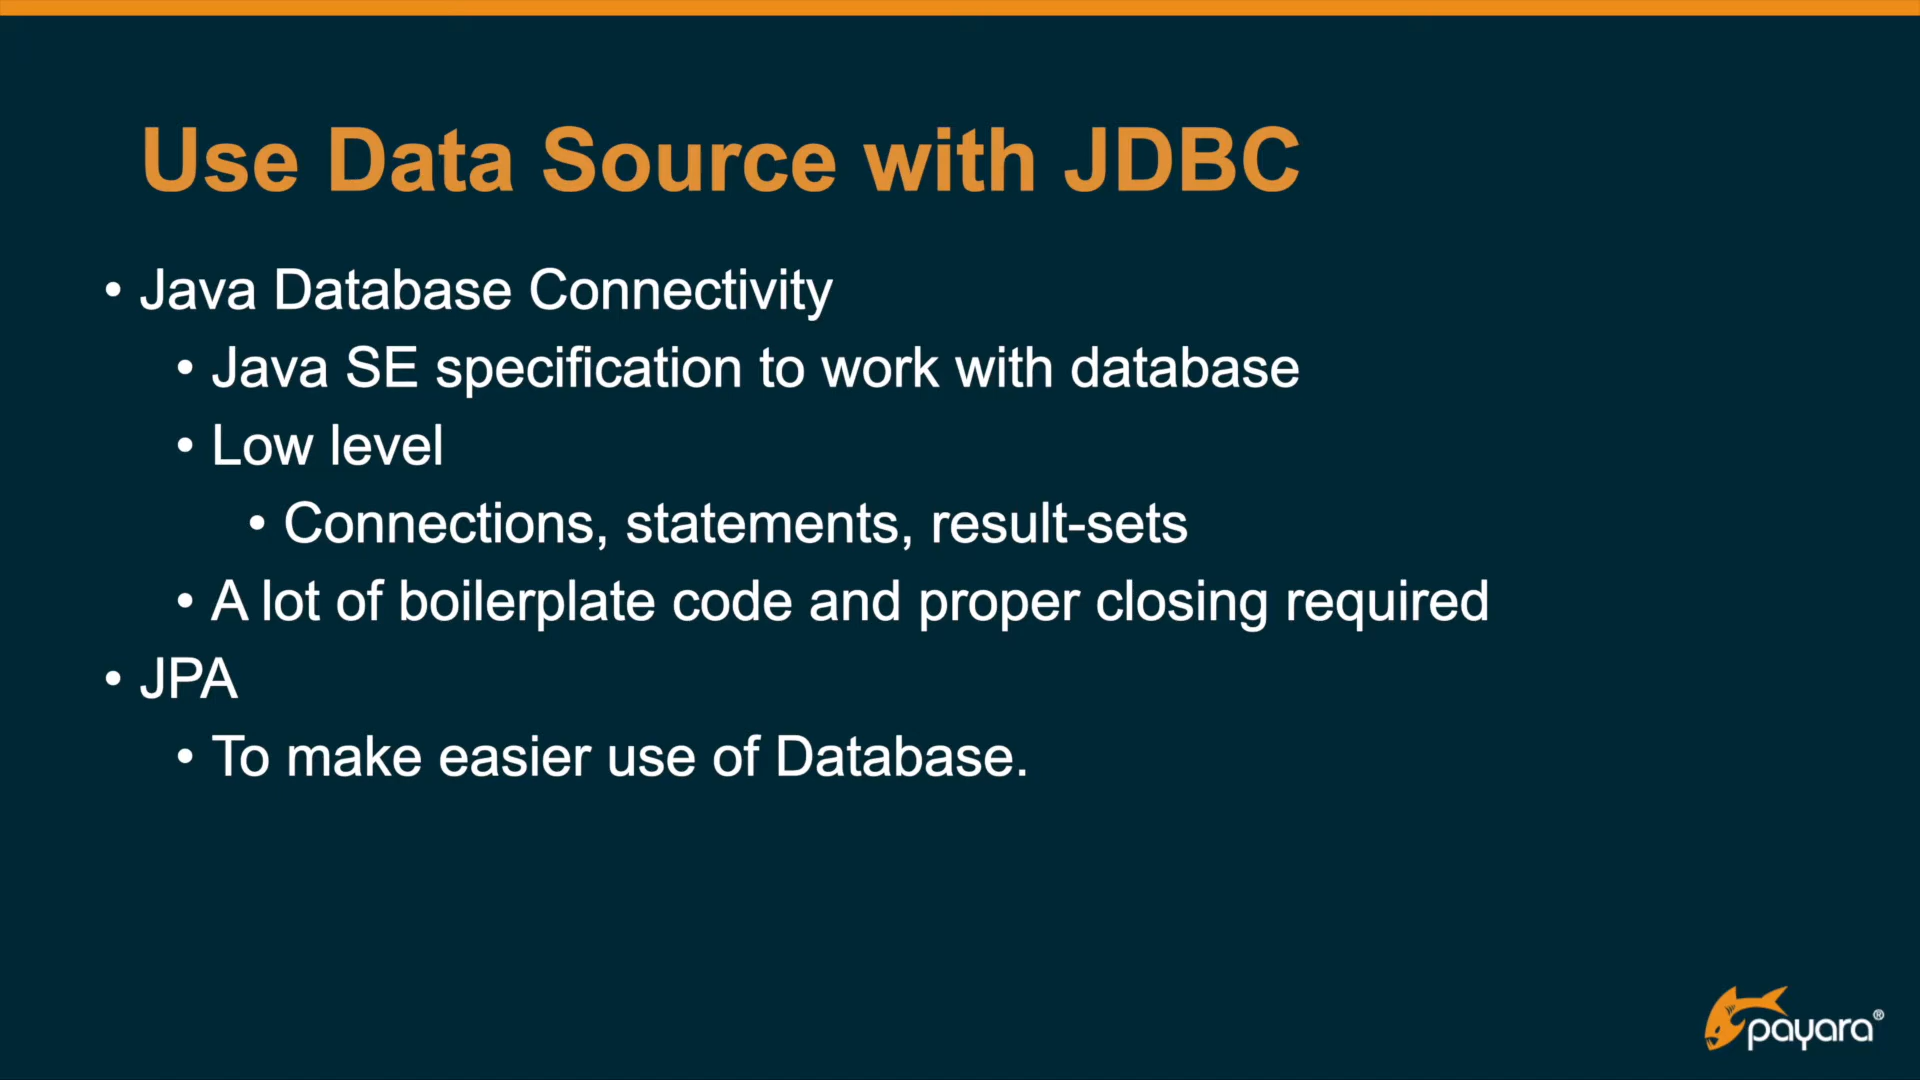 Use Data Source with JDBC
• Java Database Connectivity
• Java SE specification to work with database
• Low level
• Connections, statements, result-sets
• A lot of boilerplate code and proper closing required
• JPA
• To make easier use of Database.
payara®